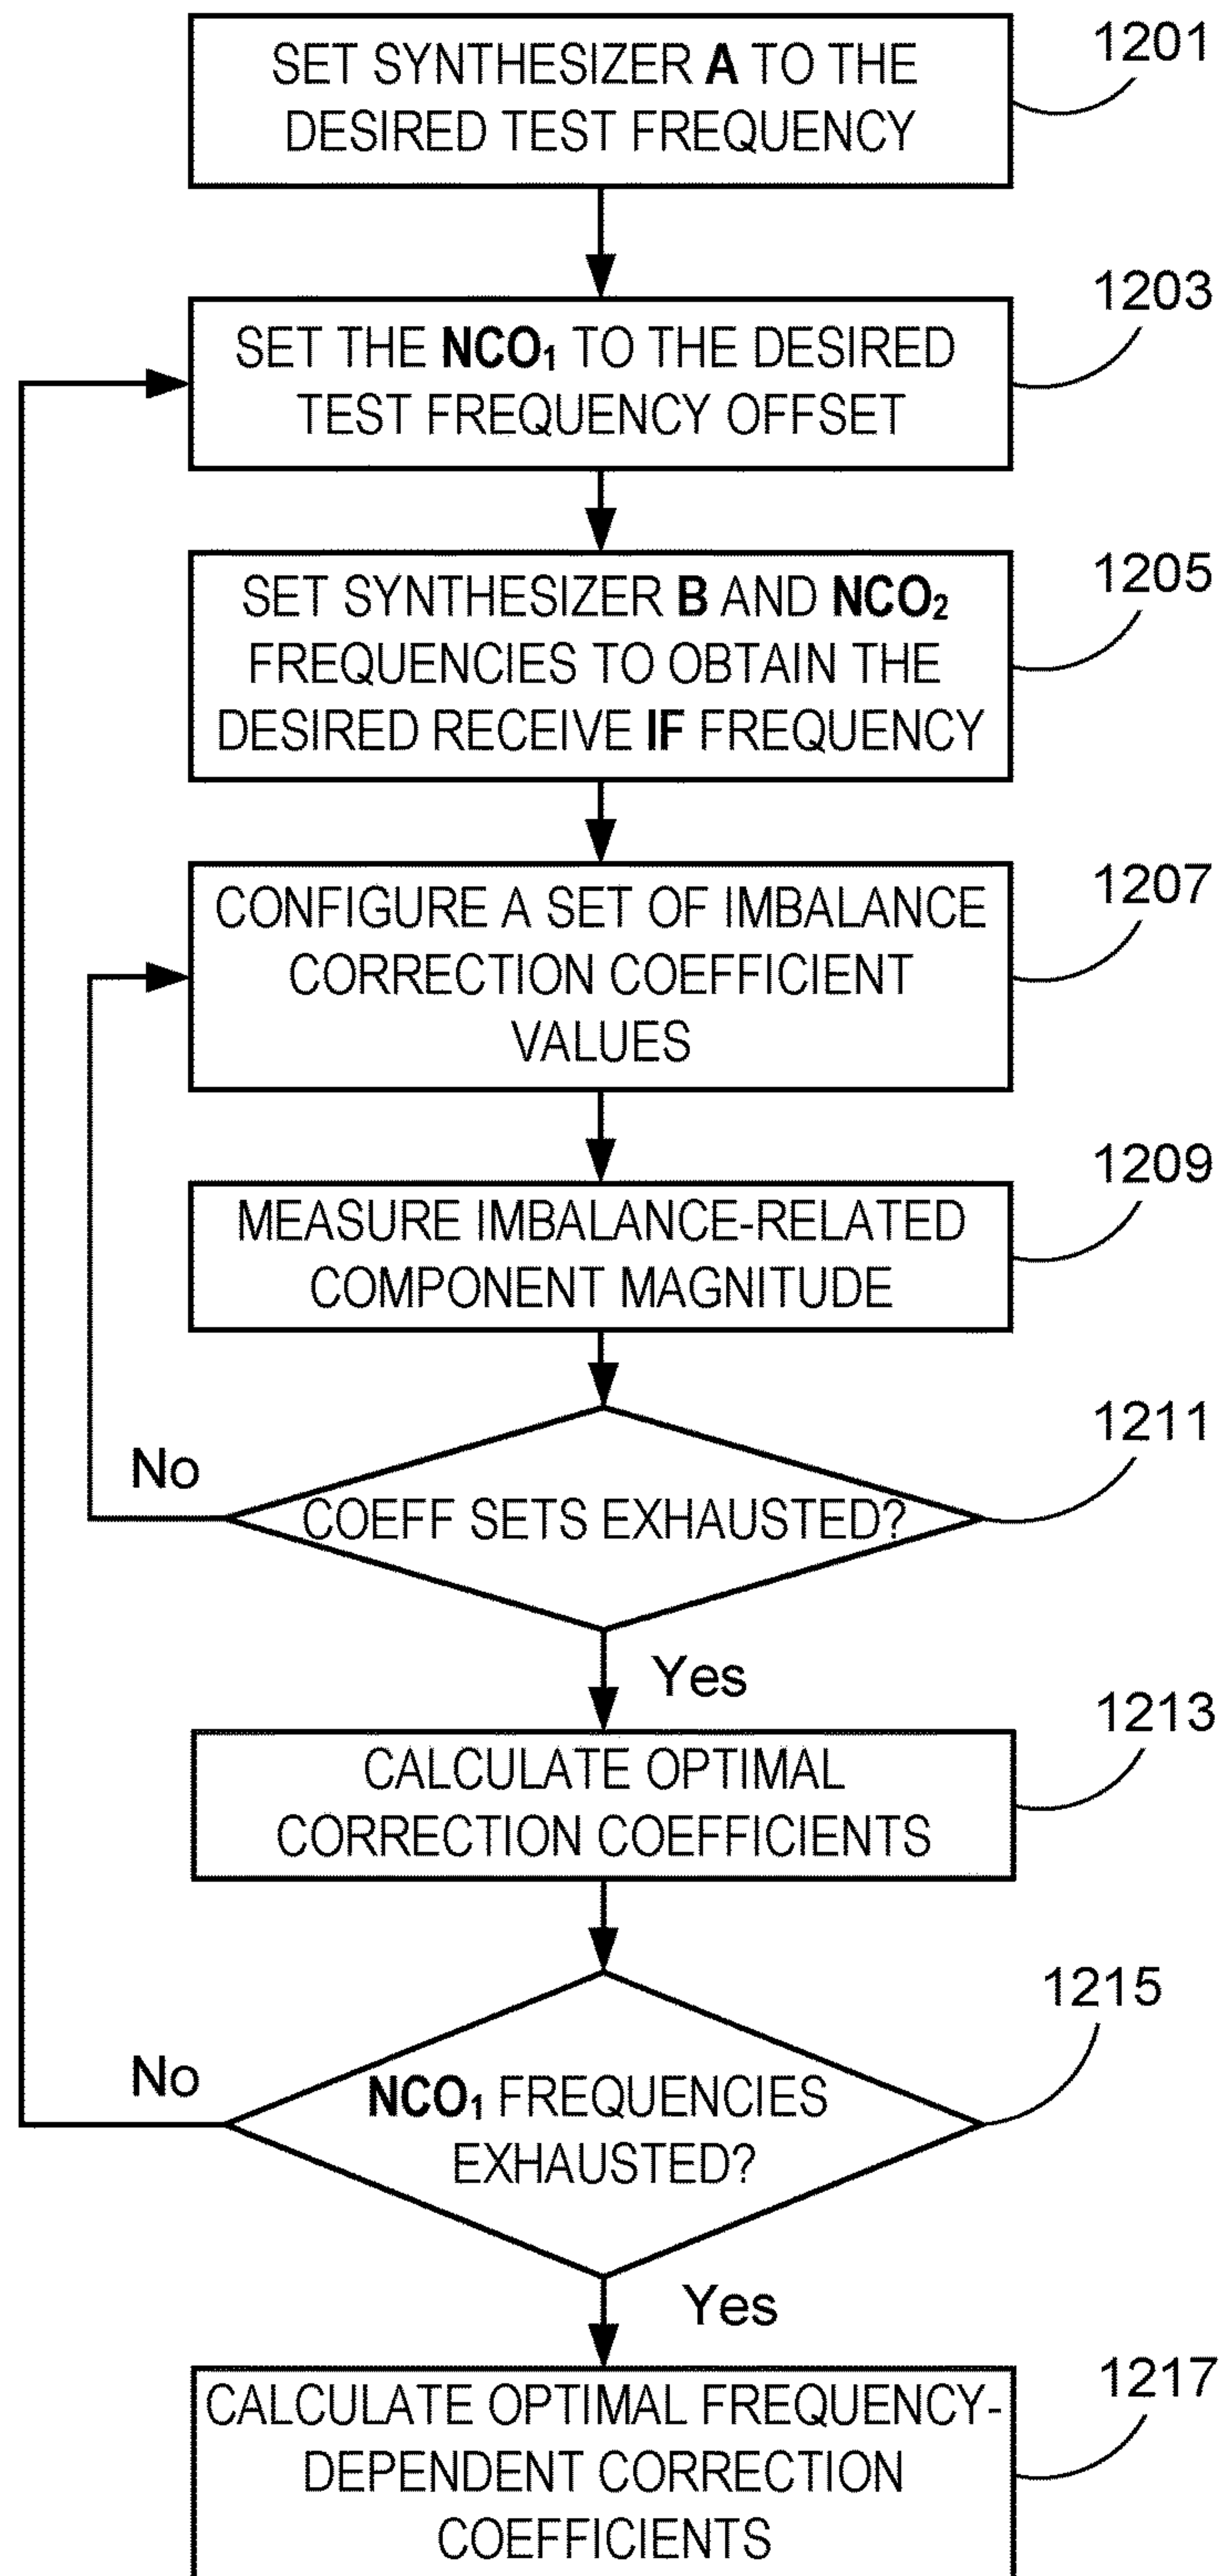 1201
SET SYNTHESIZER A TO THE
DESIRED TEST FREQUENCY
1203
SET THE NCO₁ TO THE DESIRED
TEST FREQUENCY OFFSET
1205
SET SYNTHESIZER B AND NCO₂
FREQUENCIES TO OBTAIN THE
DESIRED RECEIVE IF FREQUENCY
1207
CONFIGURE A SET OF IMBALANCE
CORRECTION COEFFICIENT
VALUES
1209
MEASURE IMBALANCE-RELATED
COMPONENT MAGNITUDE
1211
No
COEFF SETS EXHAUSTED?
Yes
1213
CALCULATE OPTIMAL
CORRECTION COEFFICIENTS
1215
No
NCO₁ FREQUENCIES
EXHAUSTED?
Yes
1217
CALCULATE OPTIMAL FREQUENCY-
DEPENDENT CORRECTION
COEFFICIENTS